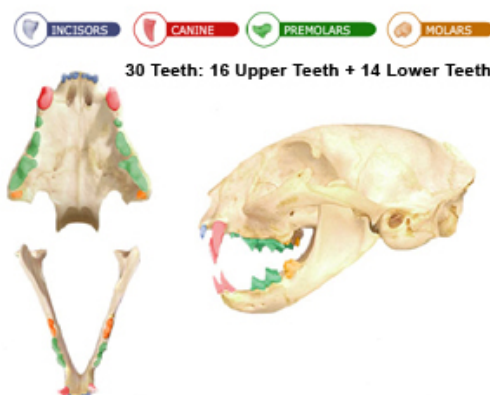 INCISORS CANINE PREMOLARS MOLARS
30 Teeth: 16 Upper Teeth + 14 Lower Teeth